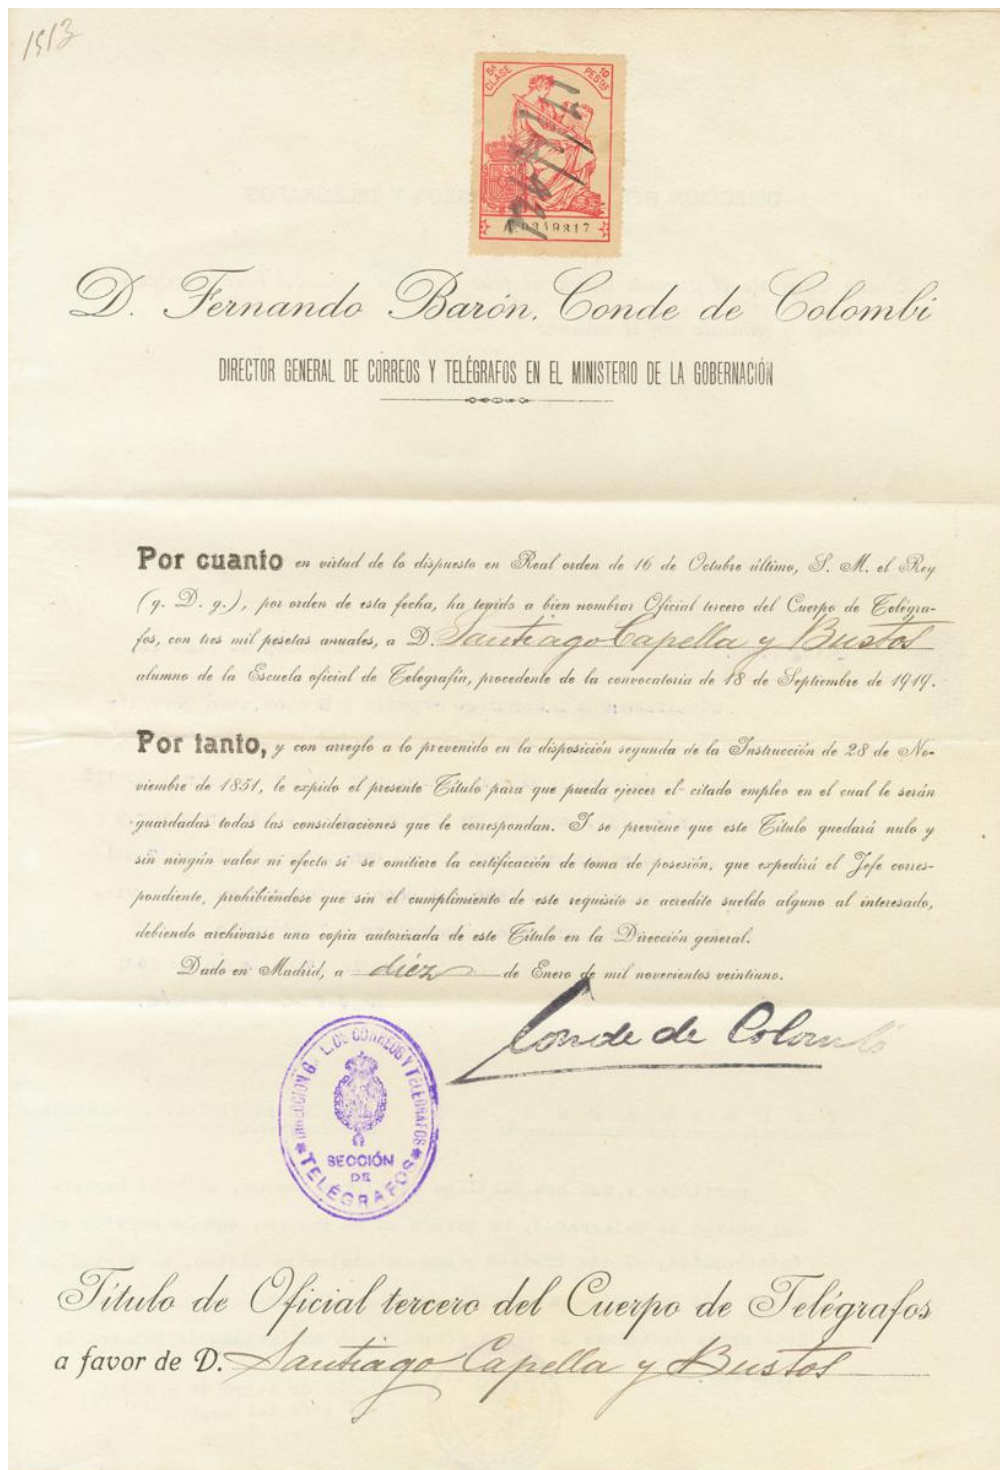 1913
5ª CLASE 10 PESETAS
A.0349817
D. Fernando Barón, Conde de Colombí
DIRECTOR GENERAL DE CORREOS Y TELÉGRAFOS EN EL MINISTERIO DE LA GOBERNACIÓN
Por cuanto en virtud de lo dispuesto en Real orden de 16 de Octubre último, S. M. el Rey
(q. D. g.), por orden de esta fecha, ha tenido a bien nombrar Oficial tercero del Cuerpo de Telégra-
fos, con tres mil pesetas anuales, a D. Santiago Capella y Bustos
alumno de la Escuela oficial de Telegrafía, procedente de la convocatoria de 18 de Septiembre de 1919.
Por tanto, y con arreglo a lo prevenido en la disposición segunda de la Instrucción de 28 de No-
viembre de 1851, le expido el presente Título para que pueda ejercer el citado empleo en el cual le serán
guardadas todas las consideraciones que le correspondan. I se previene que este Título quedará nulo y
sin ningún valor ni efecto si se omitiere la certificación de toma de posesión, que expedirá el Jefe corres-
pondiente, prohibiéndose que sin el cumplimiento de este requisito se acredite sueldo alguno al interesado,
debiendo archivarse una copia autorizada de este Título en la Dirección general.
Dado en Madrid, a diéz de Enero de mil novecientos veintiuno.
Conde de Colombí
DIRECCION GRAL. DE CORREOS Y TELEGRAFOS
SECCIÓN
DE
TELÉGRAFOS
Título de Oficial tercero del Cuerpo de Telégrafos
a favor de D. Santiago Capella y Bustos